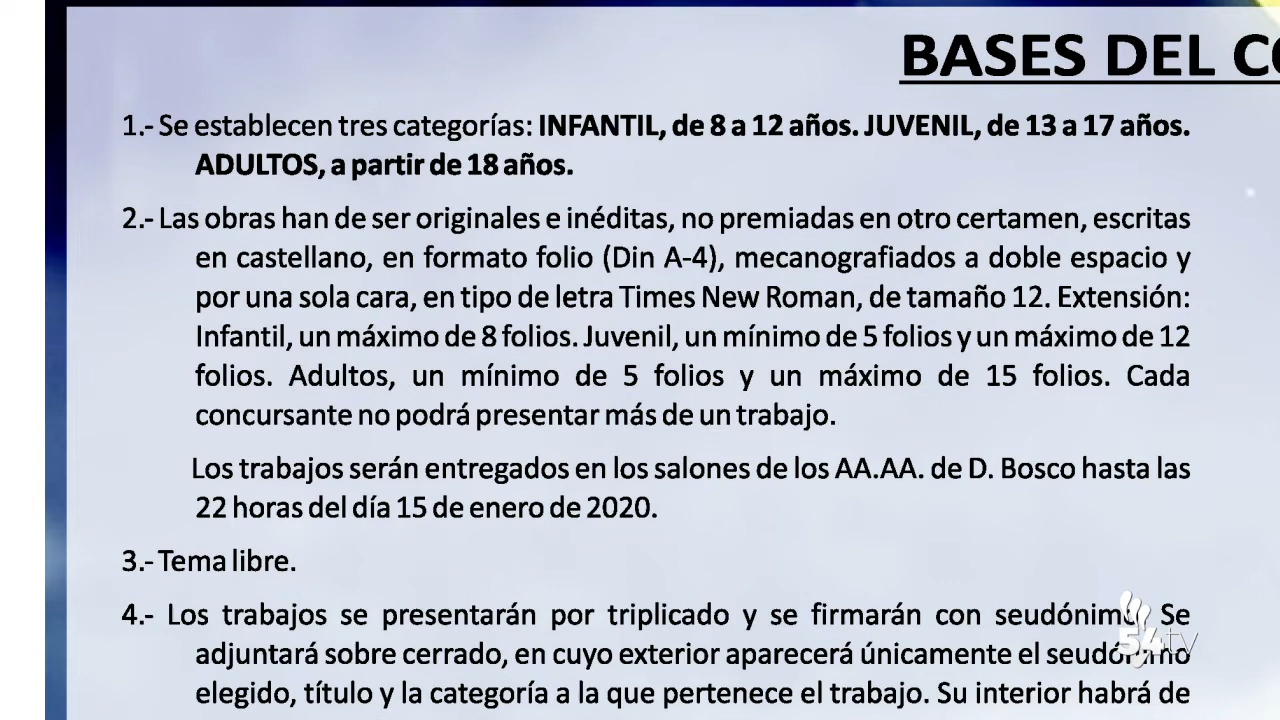 BASES DEL CO
1.- Se establecen tres categorías: INFANTIL, de 8 a 12 años. JUVENIL, de 13 a 17 años.
ADULTOS, a partir de 18 años.
2.- Las obras han de ser originales e inéditas, no premiadas en otro certamen, escritas
en castellano, en formato folio (Din A-4), mecanografiados a doble espacio y
por una sola cara, en tipo de letra Times New Roman, de tamaño 12. Extensión:
Infantil, un máximo de 8 folios. Juvenil, un mínimo de 5 folios y un máximo de 12
folios. Adultos, un mínimo de 5 folios y un máximo de 15 folios. Cada
concursante no podrá presentar más de un trabajo.
Los trabajos serán entregados en los salones de los AA.AA. de D. Bosco hasta las
22 horas del día 15 de enero de 2020.
3.- Tema libre.
4.- Los trabajos se presentarán por triplicado y se firmarán con seudónimo. Se
adjuntará sobre cerrado, en cuyo exterior aparecerá únicamente el seudónimo
elegido, título y la categoría a la que pertenece el trabajo. Su interior habrá de
54tv